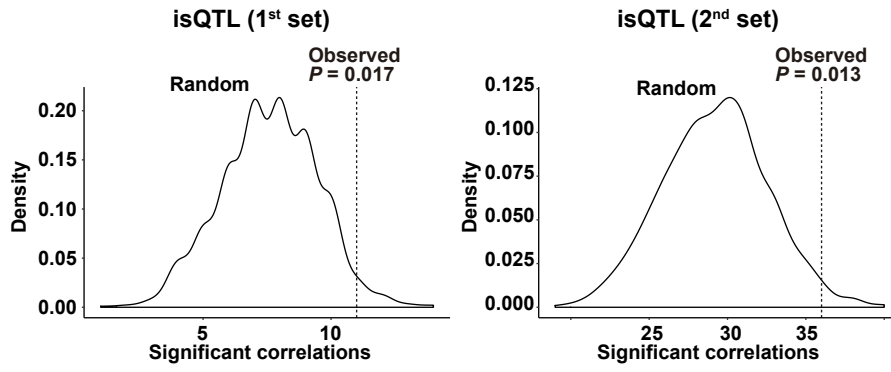 isQTL (1st set)
Observed
P = 0.017
Random
0.20
0.15
0.10
0.05
0.00
Density
5
10
Significant correlations
isQTL (2nd set)
Observed
P = 0.013
Random
0.125
0.100
0.075
0.050
0.025
0.000
Density
25
30
35
Significant correlations